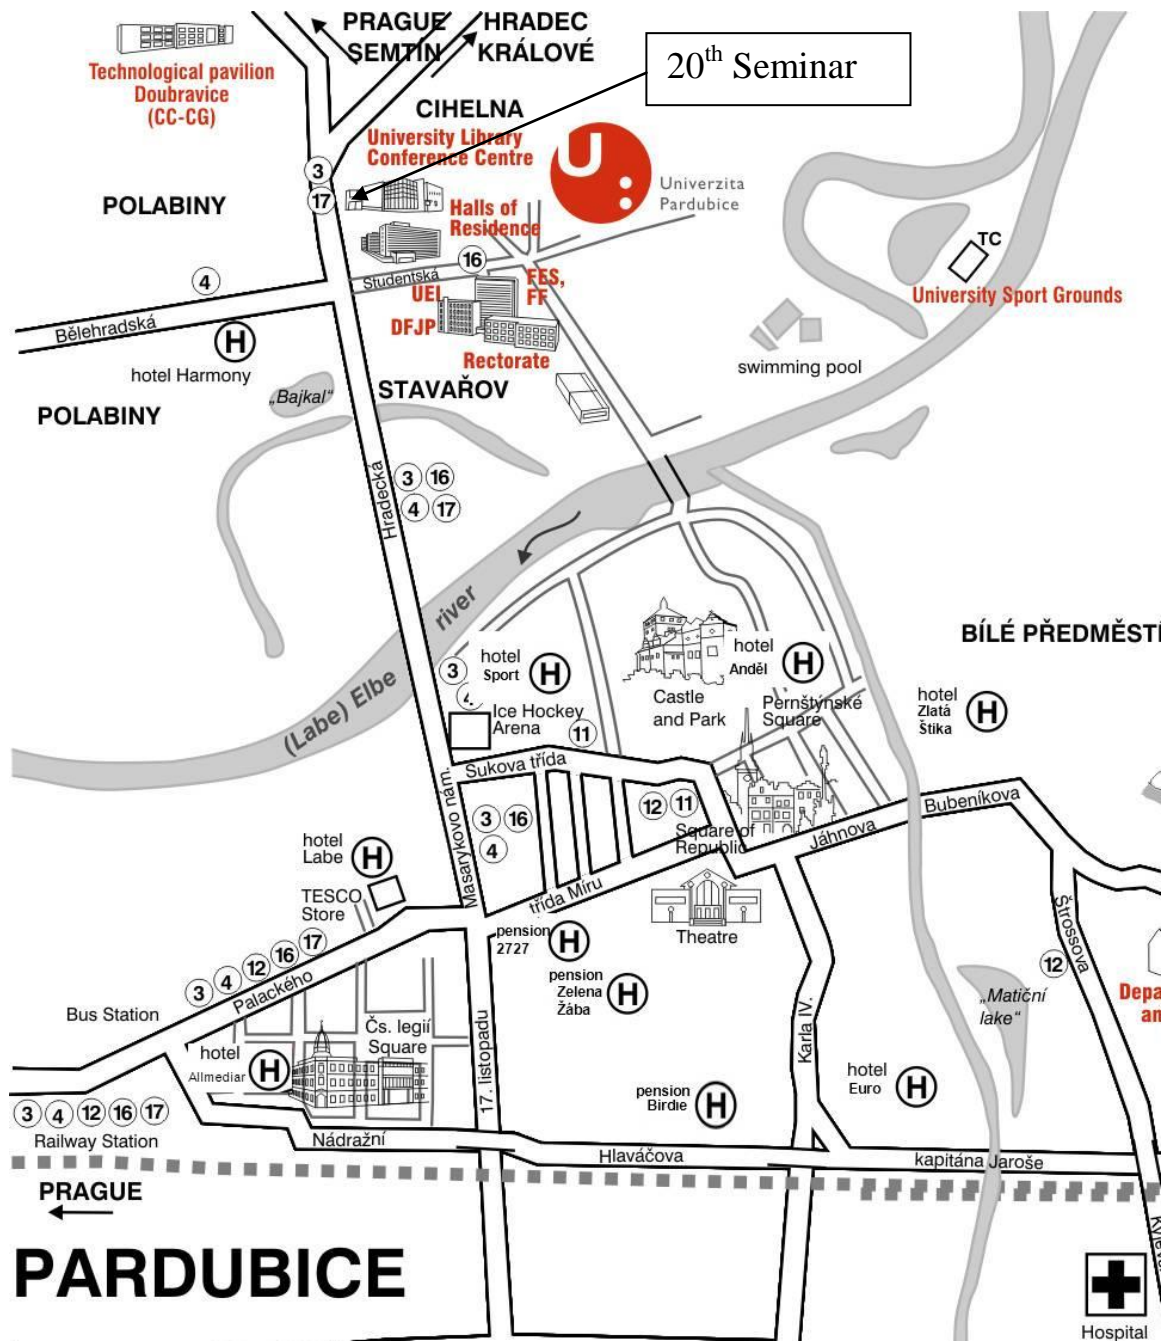 PRAGUE
SEMTÍN
HRADEC
KRÁLOVÉ
20th Seminar
Technological pavilion
Doubravice
(CC-CG)
CIHELNA
University Library
Conference Centre
U:
Univerzita
Pardubice
3
17
POLABINY
Halls of
Residence
TC
University Sport Grounds
4
16
Studentská
UEI
FES,
FF
DFJP
Rectorate
Bělehradská
H
hotel Harmony
swimming pool
„Bajkal“
STAVAŘOV
POLABINY
Hradecká
3 16
4 17
(Labe) Elbe river
BÍLÉ PŘEDMĚSTÍ
3
4
hotel
Sport
H
hotel
Anděl
H
Castle
and Park
Pernštýnské
Square
hotel
Zlatá
Štika
H
Ice Hockey
Arena
11
Sukova třída
Masarykovo nám.
3 16
4
12 11
Square of
Republic
Jáhnova
Bubeníkova
hotel
Labe
H
TESCO
Store
třída Míru
Theatre
Štrossova
12
pension
2727
H
pension
Zelena
Žába
H
3 4 12 16 17
Palackého
Bus Station
Čs. legií
Square
„Matiční
lake“
Depa
an
hotel
Allmediar
H
17. listopadu
Karla IV.
hotel
Euro
H
pension
Birdie
H
3 4 12 16 17
Railway Station
Nádražní
Hlaváčova
kapitána Jaroše
PRAGUE
PARDUBICE
Hospital